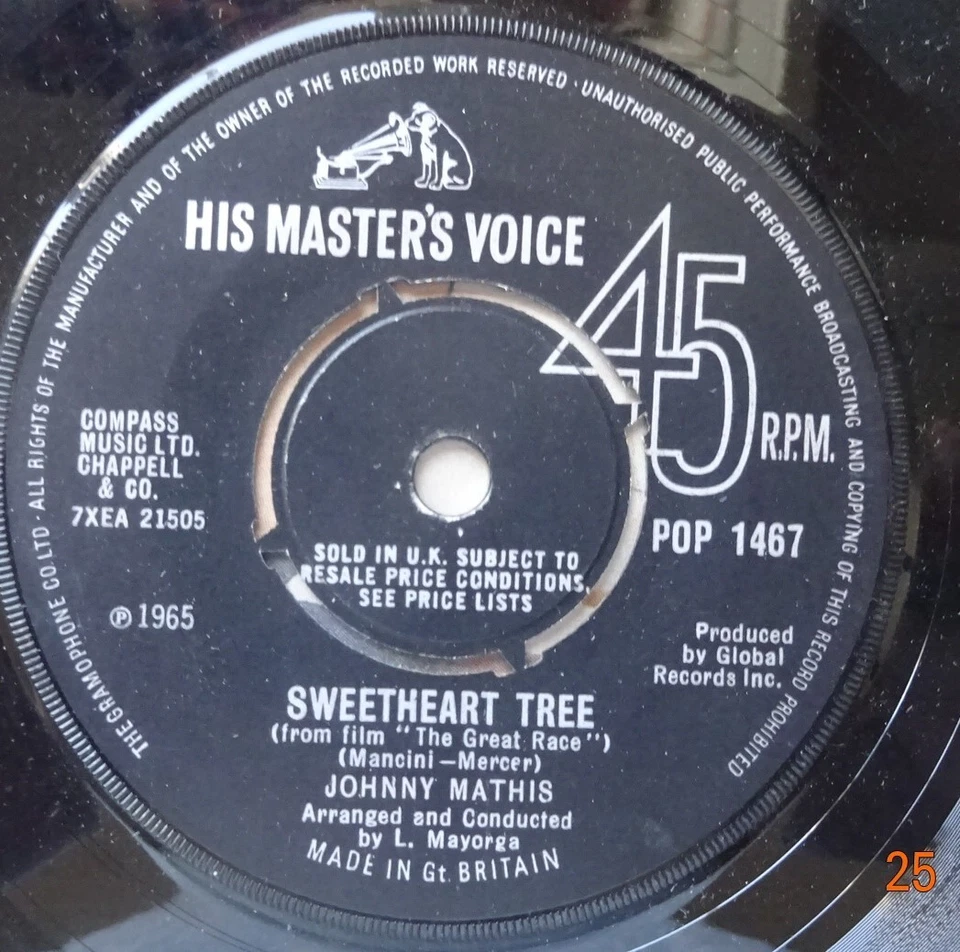 THE GRAMOPHONE CO. LTD · ALL RIGHTS OF THE MANUFACTURER AND OF THE OWNER OF THE RECORDED WORK RESERVED · UNAUTHORISED PUBLIC PERFORMANCE BROADCASTING AND COPYING OF THIS RECORD PROHIBITED
HIS MASTER'S VOICE
45
R.P.M.
COMPASS
MUSIC LTD.
CHAPPELL
& CO.
7XEA 21505
POP 1467
SOLD IN U.K. SUBJECT TO
RESALE PRICE CONDITIONS,
SEE PRICE LISTS
℗ 1965
Produced
by Global
Records Inc.
SWEETHEART TREE
(from film "The Great Race")
(Mancini – Mercer)
JOHNNY MATHIS
Arranged and Conducted
by L. Mayorga
MADE IN Gt. BRITAIN
25